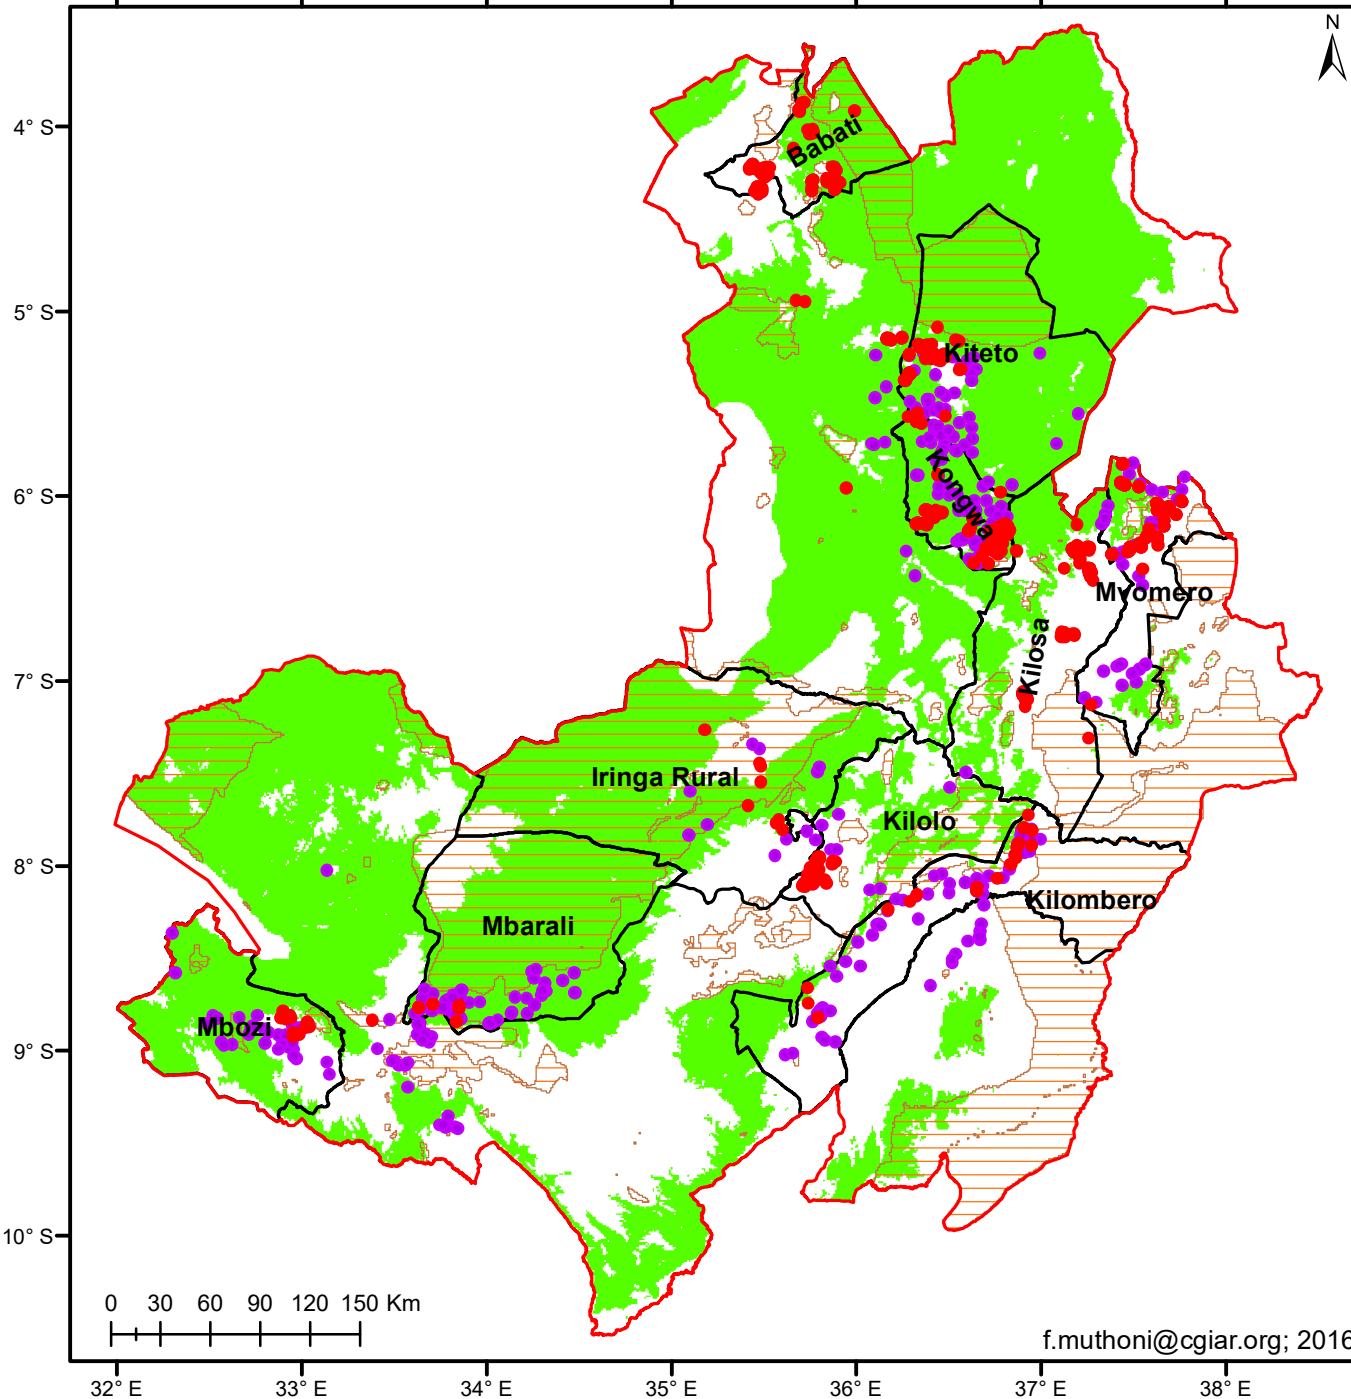 N
4° S
5° S
6° S
7° S
8° S
9° S
10° S
Babati
Kiteto
Kongwa
Mvomero
Kilosa
Iringa Rural
Kilolo
Kilombero
Mbarali
Mbozi
0 30 60 90 120 150 Km
f.muthoni@cgiar.org; 2016
32° E 33° E 34° E 35° E 36° E 37° E 38° E